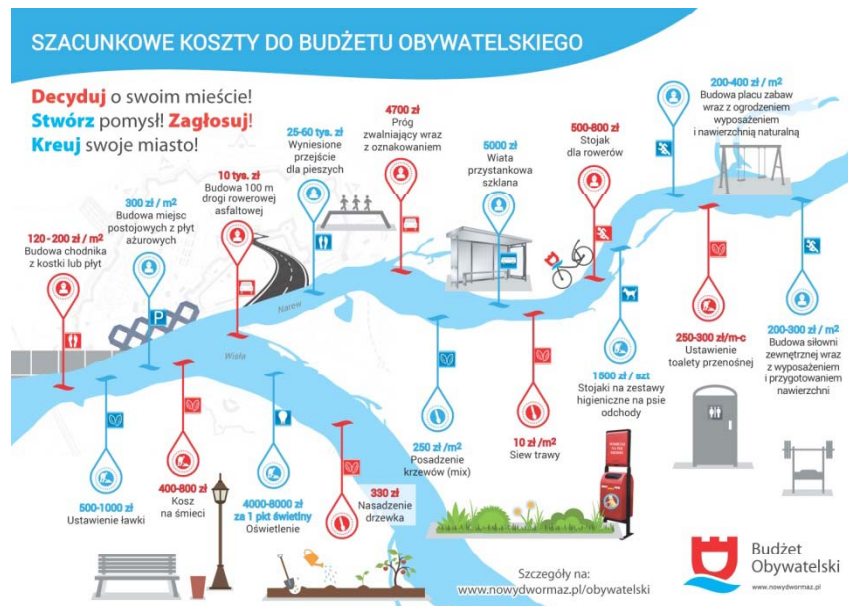 SZACUNKOWE KOSZTY DO BUDŻETU OBYWATELSKIEGO
Decyduj o swoim mieście!
Stwórz pomysł! Zagłosuj!
Kreuj swoje miasto!
120-200 zł/m²
Budowa chodnika
z kostki lub płyt
300 zł / m²
Budowa miejsc
postojowych z płyt
ażurowych
10 tys. zł
Budowa 100 m
drogi rowerowej
asfaltowej
25-60 tys. zł
Wyniesione
przejście
dla pieszych
4700 zł
Próg
zwalniający wraz
z oznakowaniem
5000 zł
Wiata
przystankowa
szklana
500-800 zł
Stojak
dla rowerów
200-400 zł / m²
Budowa placu zabaw
wraz z ogrodzeniem
wyposażeniem
i nawierzchnią naturalną
P
Narew
Wisła
500-1000 zł
Ustawienie ławki
400-800 zł
Kosz
na śmieci
4000-8000 zł
za 1 pkt świetlny
Oświetlenie
330 zł
Nasadzenie
drzewka
250 zł /m²
Posadzenie
krzewów (mix)
10 zł /m²
Siew trawy
1500 zł / szt
Stojaki na zestawy
higieniczne na psie
odchody
250-300 zł/m-c
Ustawienie
toalety przenośnej
200-300 zł / m²
Budowa siłowni
zewnętrznej wraz
z wyposażeniem
i przygotowaniem
nawierzchni
Szczegóły na:
www.nowydwormaz.pl/obywatelski
Budżet
Obywatelski
www.nowydwormaz.pl